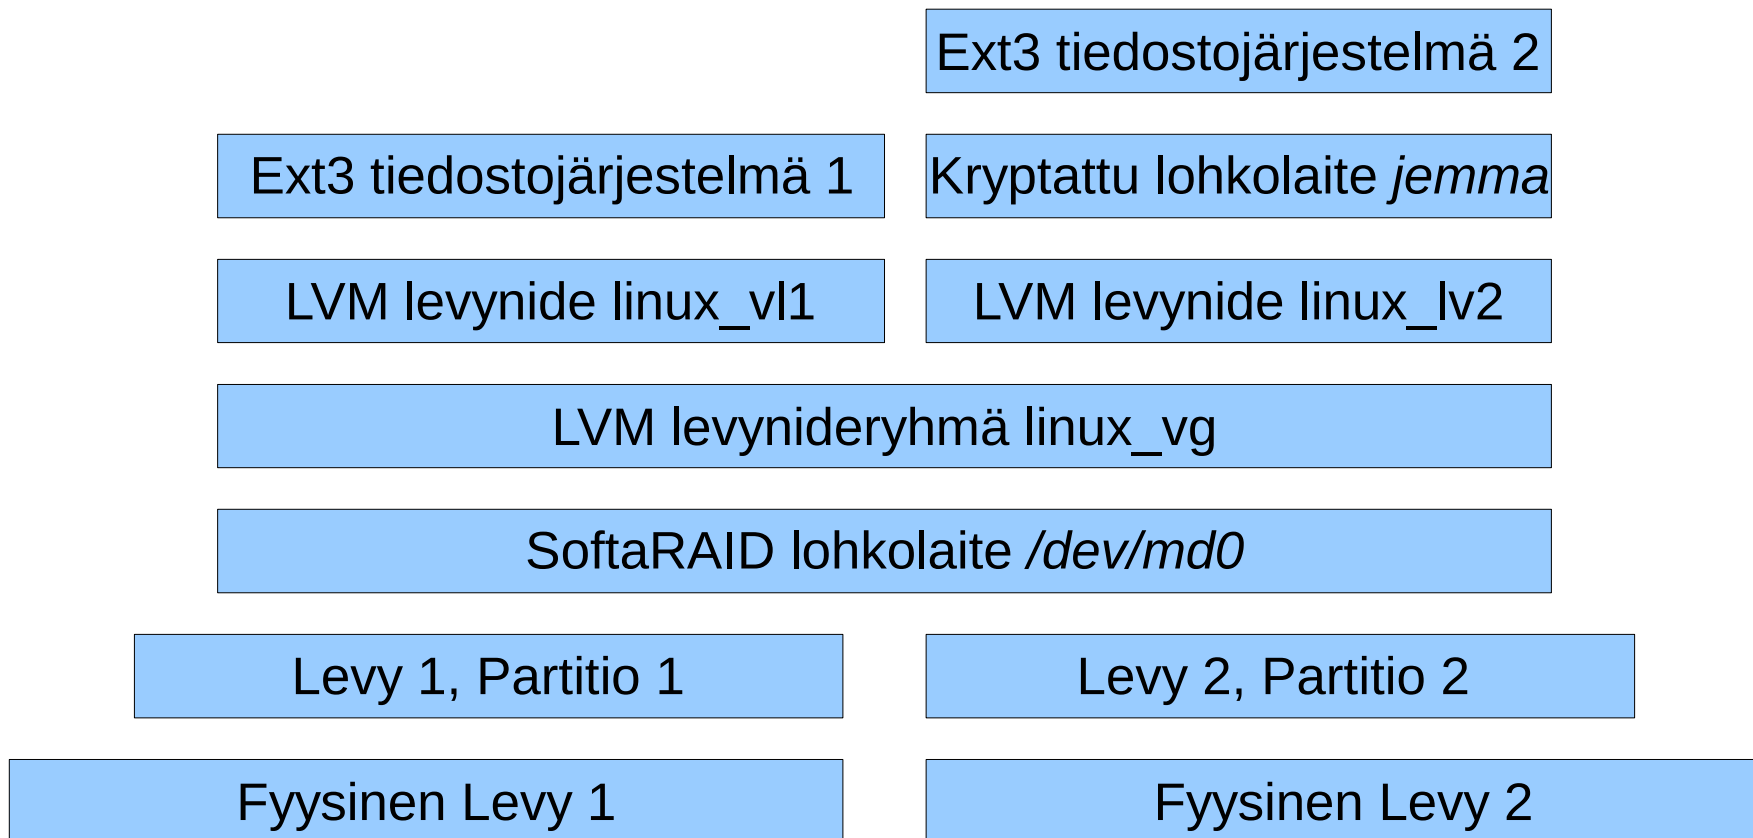 Ext3 tiedostojärjestelmä 2
Ext3 tiedostojärjestelmä 1
Kryptattu lohkolaite jemma
LVM levynide linux_vl1
LVM levynide linux_lv2
LVM levynideryhmä linux_vg
SoftaRAID lohkolaite /dev/md0
Levy 1, Partitio 1
Levy 2, Partitio 2
Fyysinen Levy 1
Fyysinen Levy 2